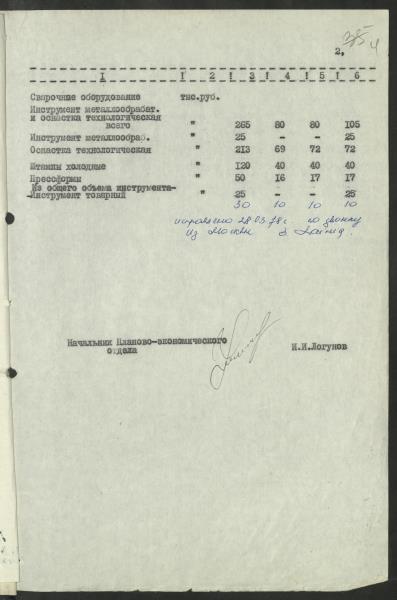 2.
I ! 2 ! 3 ! 4 ! 5 ! 6
Сварочное оборудование тыс.руб.
Инструмент металлообрабат.
и оснастка технологическая
всего " 265 80 80 105
Инструмент металлообраб. " 25 - - 25
Оснастка технологическая " 213 69 72 72
Штампы холодные " 120 40 40 40
Прессформы " 50 16 17 17
Из общего объема инструмента-
-Инструмент товарный " 25 - - 25
30 10 10 10
исправлено 28.03.78г. по звонку
из Москвы
Начальник Планово-экономического
отдела И.И.Логунов